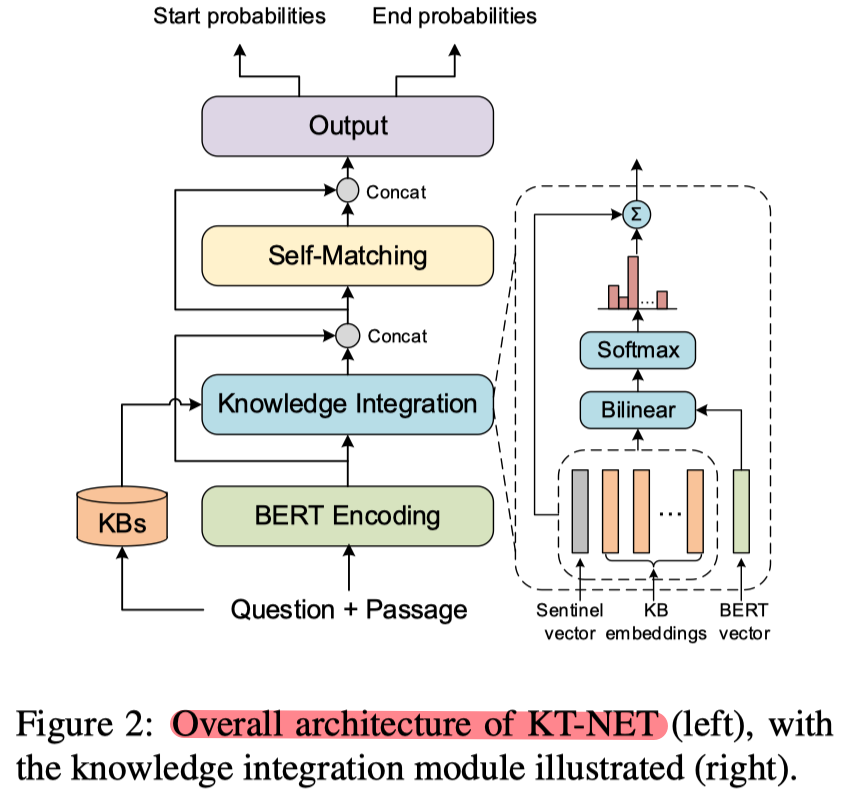 Start probabilities
End probabilities
Output
Concat
Self-Matching
Concat
Knowledge Integration
KBs
BERT Encoding
Question + Passage
Σ
...
Softmax
Bilinear
...
Sentinel
vector
KB
embeddings
BERT
vector
Figure 2: Overall architecture of KT-NET (left), with
the knowledge integration module illustrated (right).